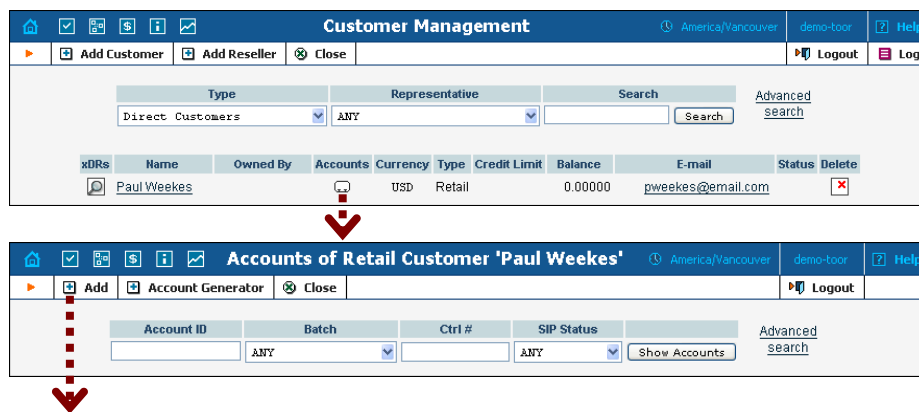 Customer Management America/Vancouver demo-toor ? Help
Add Customer Add Reseller Close Logout Log
Type Representative Search Advanced search
Direct Customers ANY Search
xDRs Name Owned By Accounts Currency Type Credit Limit Balance E-mail Status Delete
Paul Weekes USD Retail 0.00000 pweekes@email.com
Accounts of Retail Customer 'Paul Weekes' America/Vancouver demo-toor ? Help
Add Account Generator Close Logout
Account ID Batch Ctrl # SIP Status Advanced search
ANY ANY Show Accounts